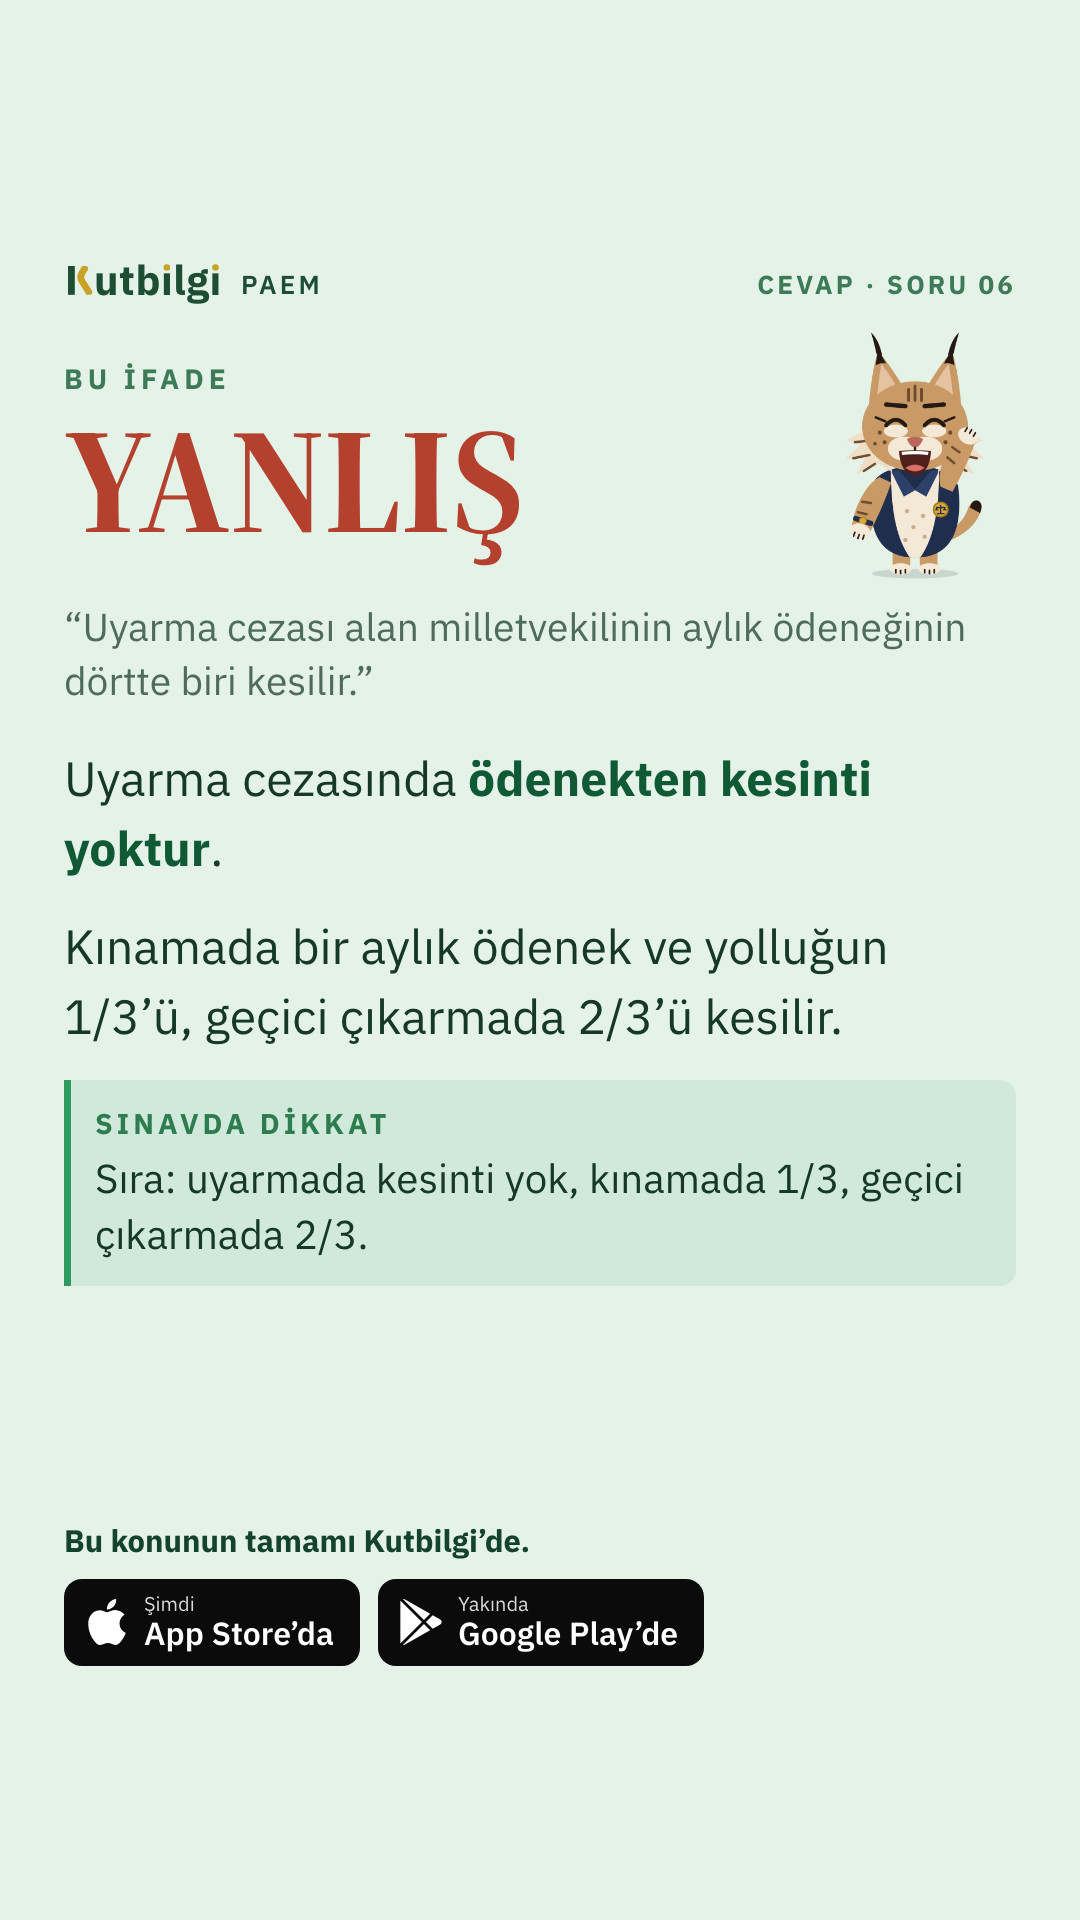 Kutbilgi PAEM
CEVAP · SORU 06
BU İFADE
YANLIŞ
“Uyarma cezası alan milletvekilinin aylık ödeneğinin
dörtte biri kesilir.”
Uyarma cezasında ödenekten kesinti
yoktur.
Kınamada bir aylık ödenek ve yolluğun
1/3’ü, geçici çıkarmada 2/3’ü kesilir.
SINAVDA DİKKAT
Sıra: uyarmada kesinti yok, kınamada 1/3, geçici
çıkarmada 2/3.
Bu konunun tamamı Kutbilgi’de.
Şimdi
App Store’da
Yakında
Google Play’de